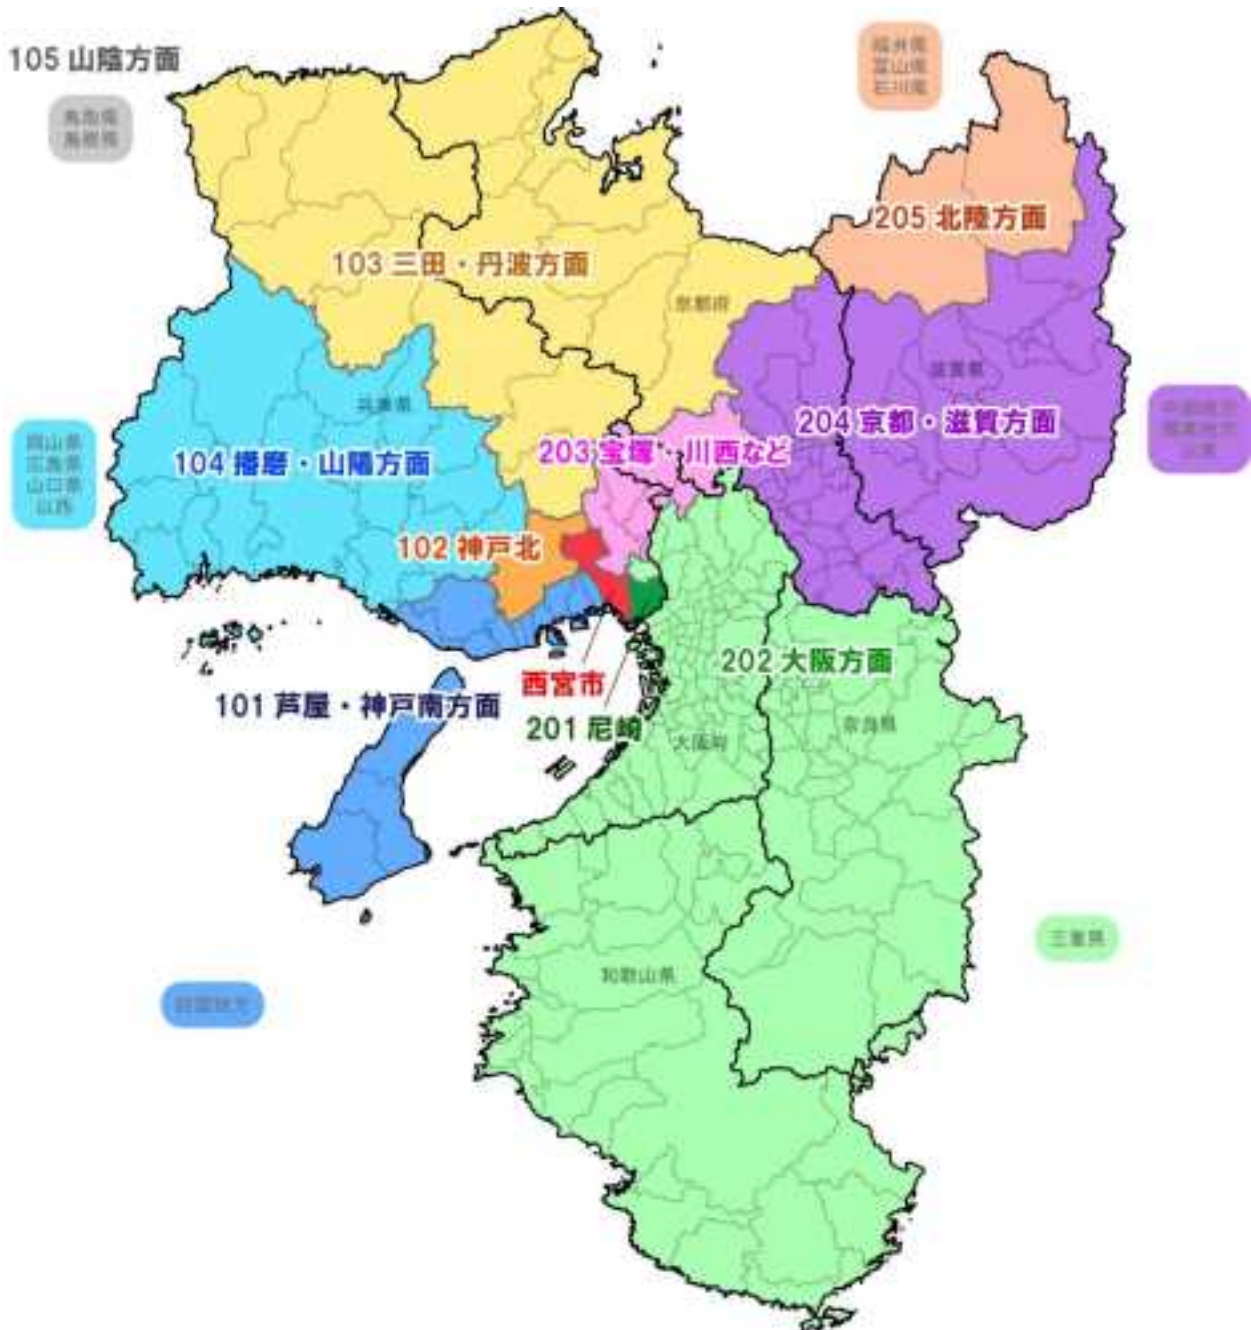 105 山陰方面
鳥取県
島根県
福井県
富山県
石川県
205 北陸方面
103 三田・丹波方面
京都府
滋賀県
兵庫県
204 京都・滋賀方面
203 宝塚・川西など
104 播磨・山陽方面
岡山県
広島県
山口県
以西
102 神戸北
202 大阪方面
西宮市
101 芦屋・神戸南方面
201 尼崎
大阪府
奈良県
三重県
和歌山県